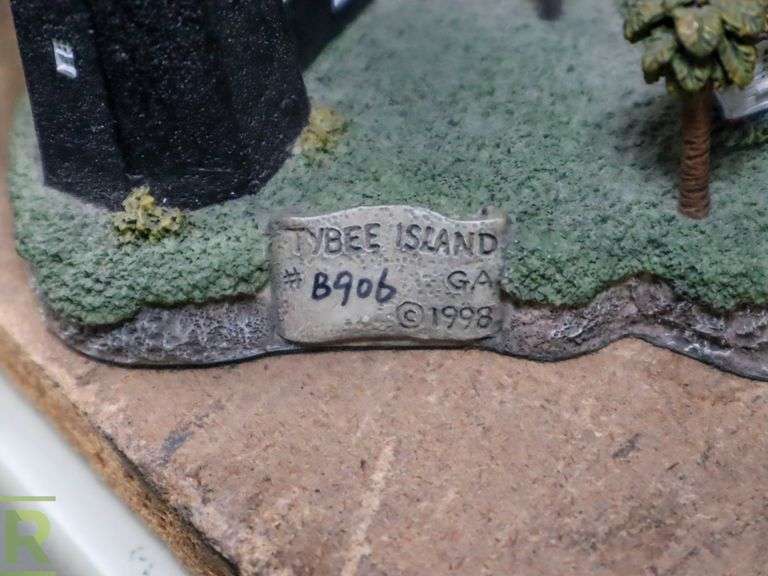 TYBEE ISLAND
# B906 GA
© 1998
R